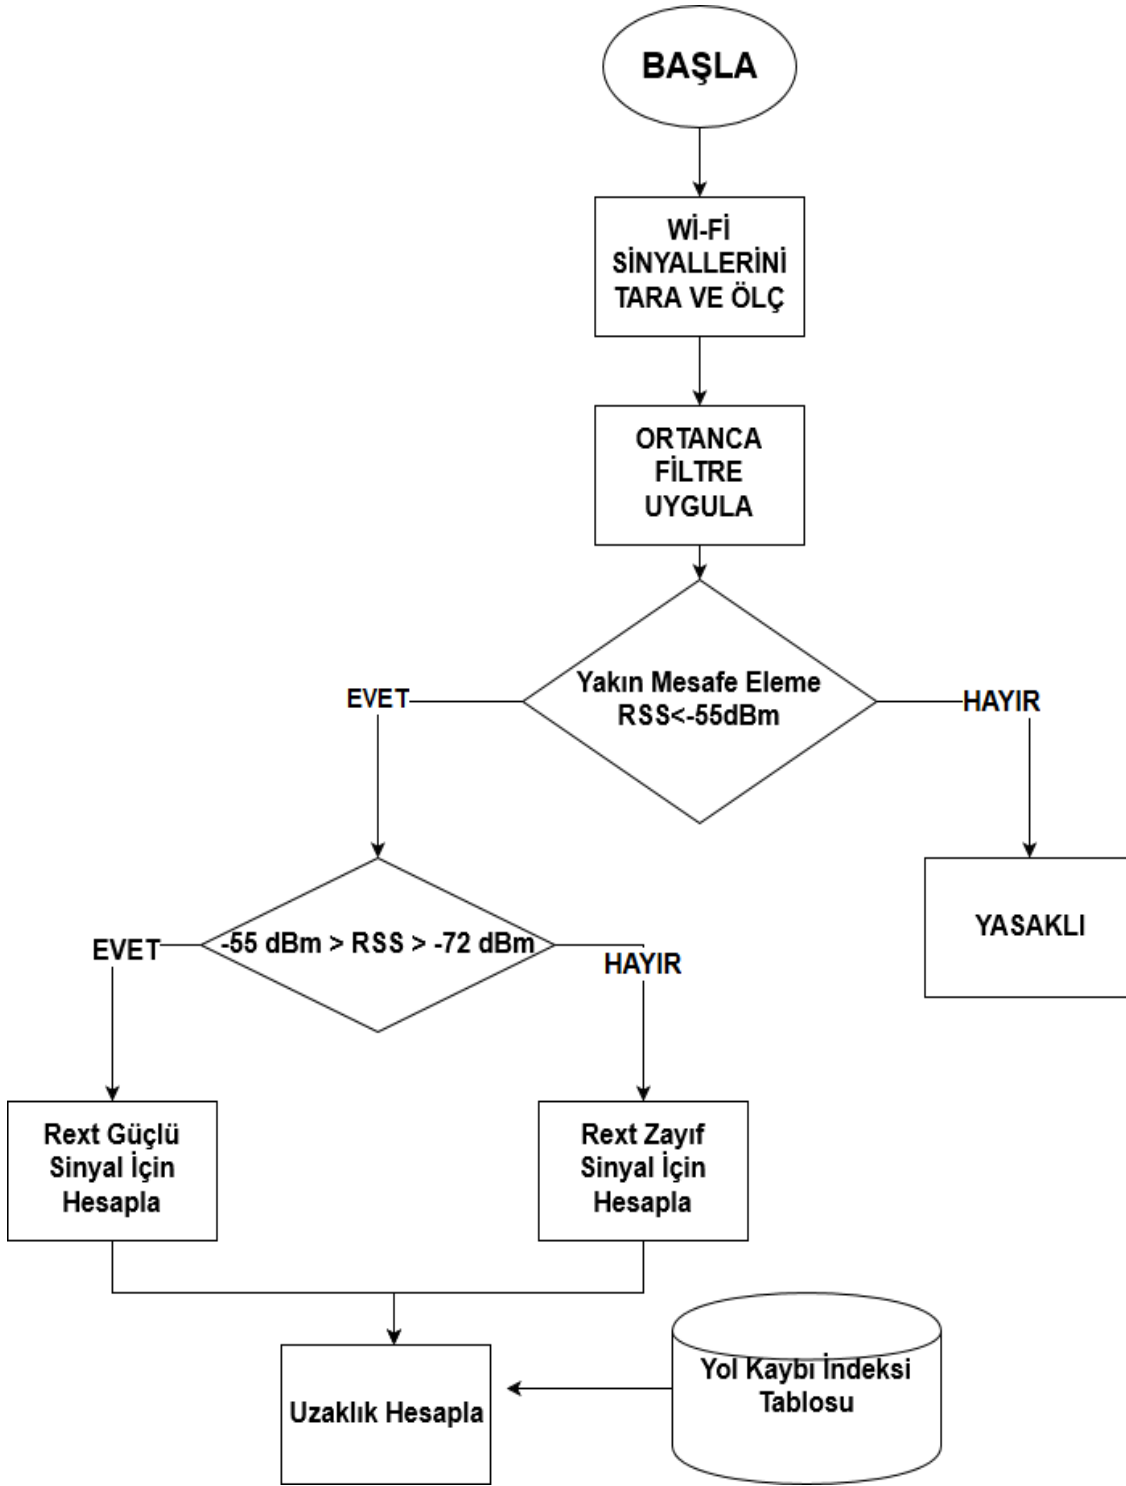 BAŞLA
Wİ-Fİ
SİNYALLERİNİ
TARA VE ÖLÇ
ORTANCA
FİLTRE
UYGULA
Yakın Mesafe Eleme
RSS<-55dBm
EVET
HAYIR
YASAKLI
-55 dBm > RSS > -72 dBm
EVET
HAYIR
Rext Güçlü
Sinyal İçin
Hesapla
Rext Zayıf
Sinyal İçin
Hesapla
Uzaklık Hesapla
Yol Kaybı İndeksi
Tablosu